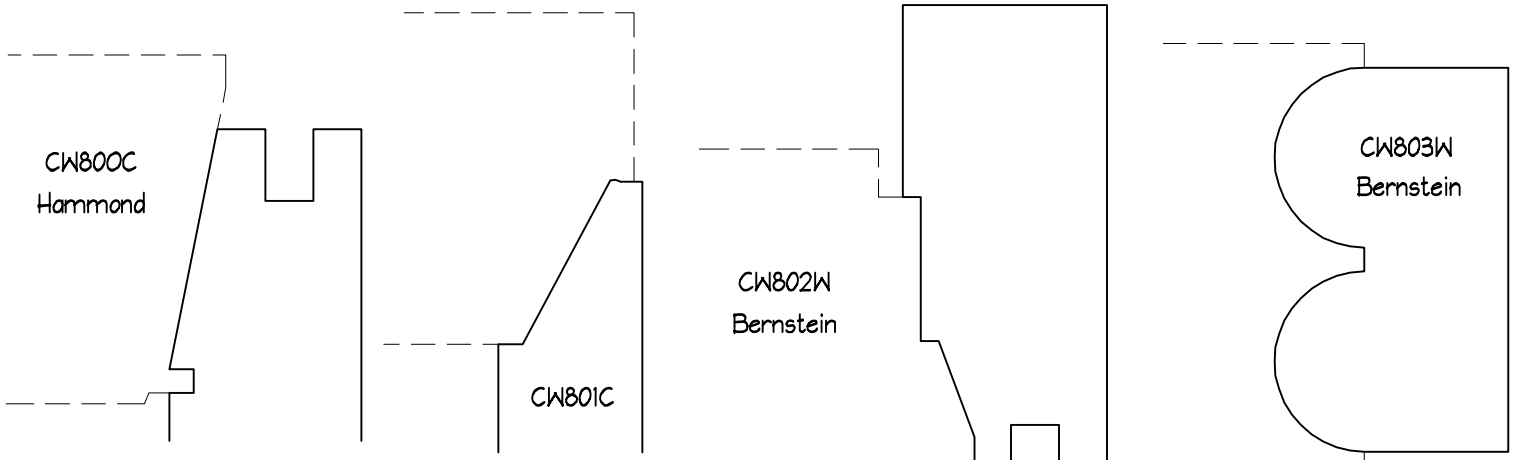 CW800C
Hammond
CW801C
CW802W
Bernstein
CW803W
Bernstein